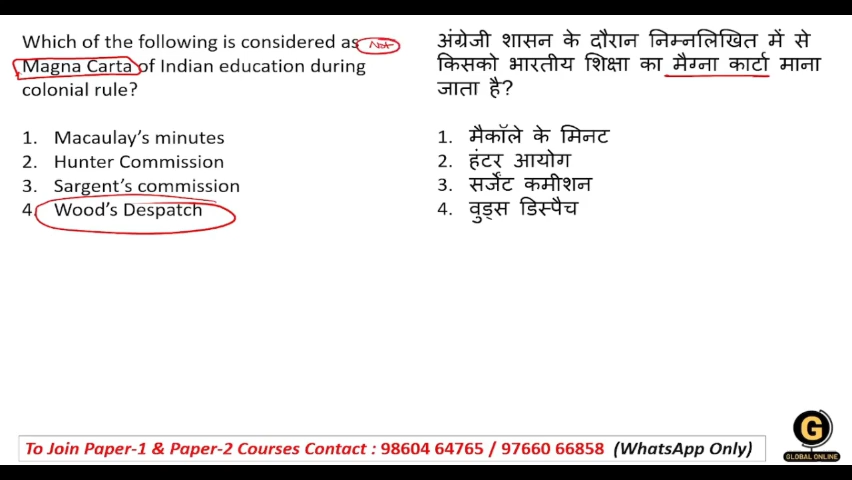 Which of the following is considered as
Magna Carta of Indian education during
colonial rule?
1. Macaulay's minutes
2. Hunter Commission
3. Sargent's commission
4. Wood's Despatch
अंग्रेजी शासन के दौरान निम्नलिखित में से
किसको भारतीय शिक्षा का मैग्ना कार्टा माना
जाता है?
1. मैकॉले के मिनट
2. हंटर आयोग
3. सर्जेंट कमीशन
4. वुड्स डिस्पैच
G
GLOBAL ONLINE
To Join Paper-1 & Paper-2 Courses Contact : 98604 64765 / 97660 66858 (WhatsApp Only)